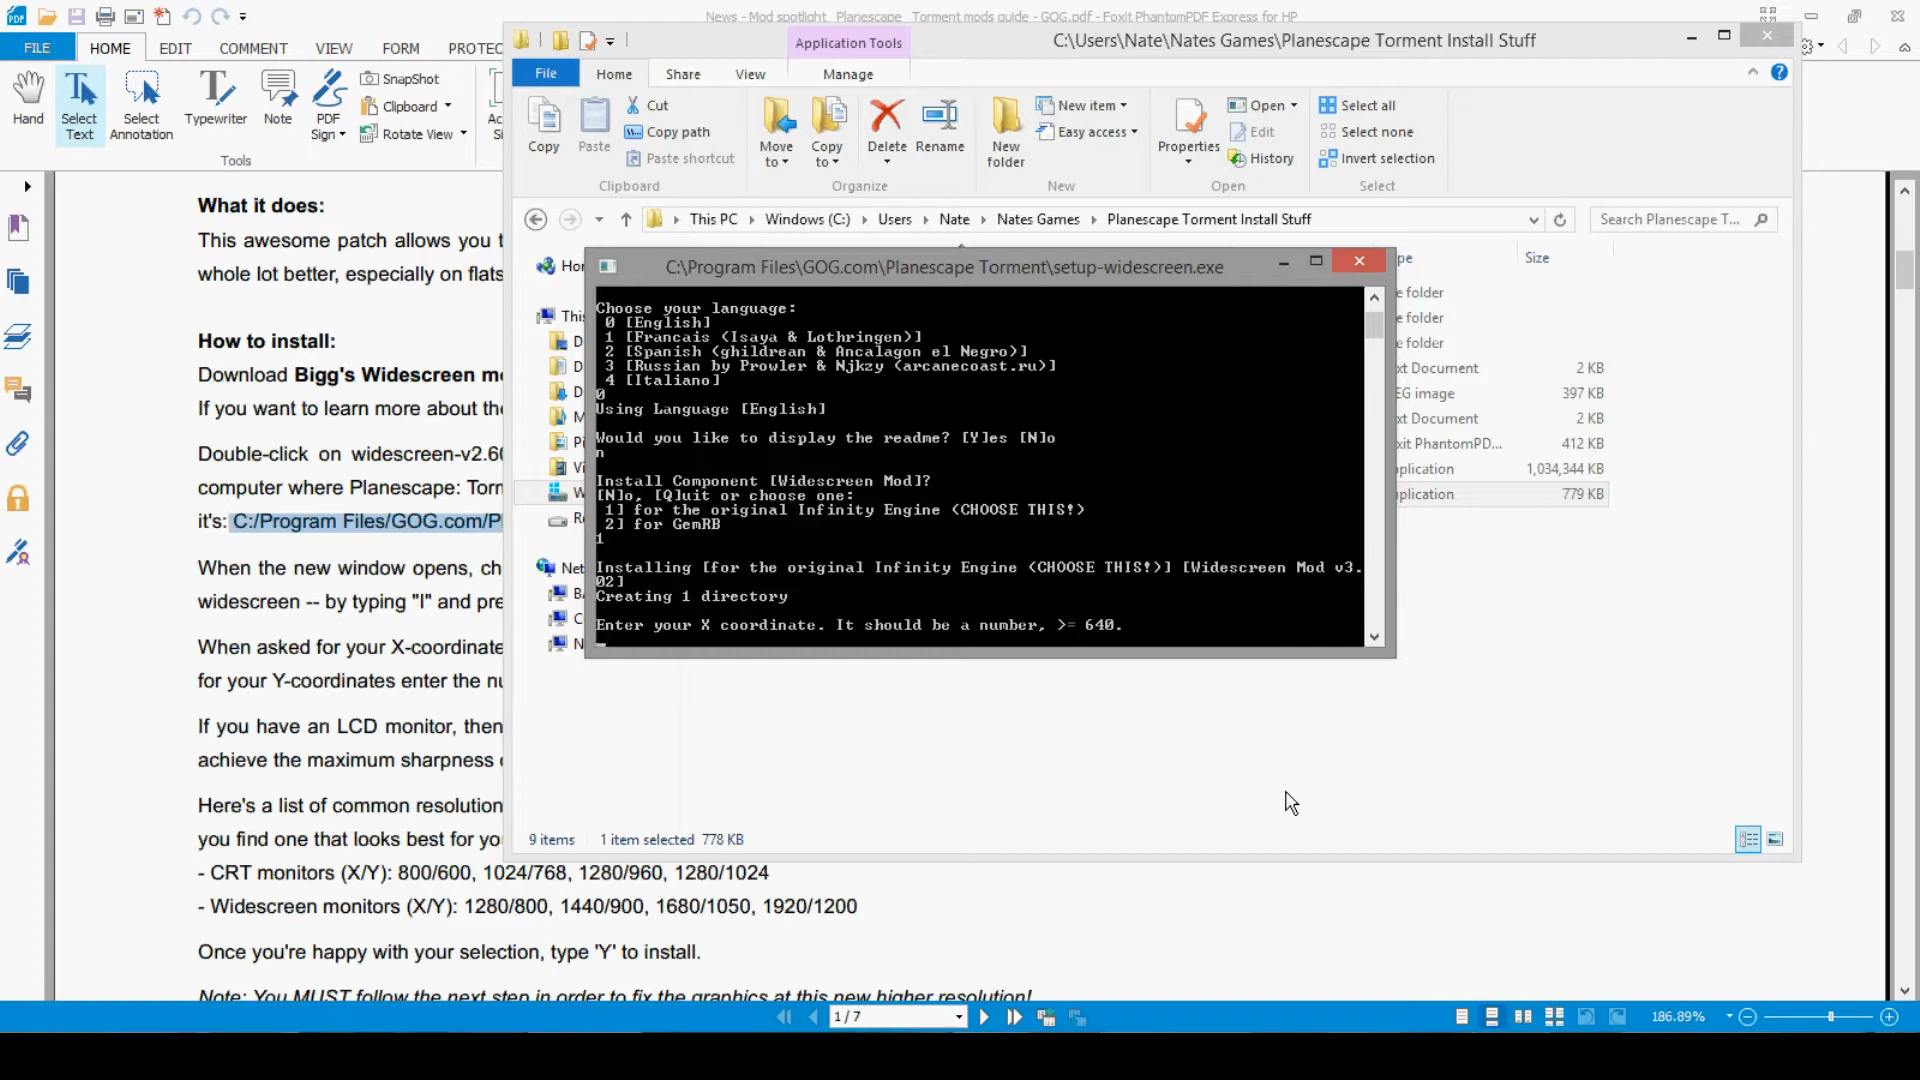 News - Mod spotlight_ Planescape_ Torment mods guide - GOG.pdf - Foxit PhantomPDF Express for HP
FILE HOME EDIT COMMENT VIEW FORM PROTEC
Hand
Select Text
Select Annotation
Typewriter
Note
PDF Sign
SnapShot
Clipboard
Rotate View
Tools
Application Tools
C:\Users\Nate\Nates Games\Planescape Torment Install Stuff
File Home Share View Manage
Copy
Paste
Cut
Copy path
Paste shortcut
Clipboard
Move to
Copy to
Delete
Rename
Organize
New folder
New item
Easy access
New
Properties
Open
Edit
History
Open
Select all
Select none
Invert selection
Select
This PC Windows (C:) Users Nate Nates Games Planescape Torment Install Stuff
Search Planescape T...
What it does:
This awesome patch allows you t
whole lot better, especially on flats
How to install:
Download Bigg's Widescreen m
If you want to learn more about the
Double-click on widescreen-v2.60
computer where Planescape: Torm
it's: C:/Program Files/GOG.com/P
When the new window opens, ch
widescreen -- by typing "I" and pre
When asked for your X-coordinate
for your Y-coordinates enter the nu
If you have an LCD monitor, then
achieve the maximum sharpness
Here's a list of common resolution
you find one that looks best for yo
- CRT monitors (X/Y): 800/600, 1024/768, 1280/960, 1280/1024
- Widescreen monitors (X/Y): 1280/800, 1440/900, 1680/1050, 1920/1200
Once you're happy with your selection, type 'Y' to install.
Note: You MUST follow the next step in order to fix the graphics at this new higher resolution!
Hor
This
D
D
D
M
Pi
Vi
W
Re
Net
BA
C
N
pe Size
e folder
e folder
e folder
xt Document 2 KB
EG image 397 KB
xt Document 2 KB
xit PhantomPD... 412 KB
pplication 1,034,344 KB
pplication 779 KB
C:\Program Files\GOG.com\Planescape Torment\setup-widescreen.exe
Choose your language:
0 [English]
1 [Francais (Isaya & Lothringen)]
2 [Spanish (ghildrean & Ancalagon el Negro)]
3 [Russian by Prowler & Njkzy (arcanecoast.ru)]
4 [Italiano]
0
Using Language [English]
Would you like to display the readme? [Y]es [N]o
n
Install Component [Widescreen Mod]?
[N]o, [Q]uit or choose one:
1] for the original Infinity Engine (CHOOSE THIS!)
2] for GemRB
1
Installing [for the original Infinity Engine (CHOOSE THIS!)] [Widescreen Mod v3.
02]
Creating 1 directory
Enter your X coordinate. It should be a number, >= 640.
9 items 1 item selected 778 KB
1 / 7
186.89%